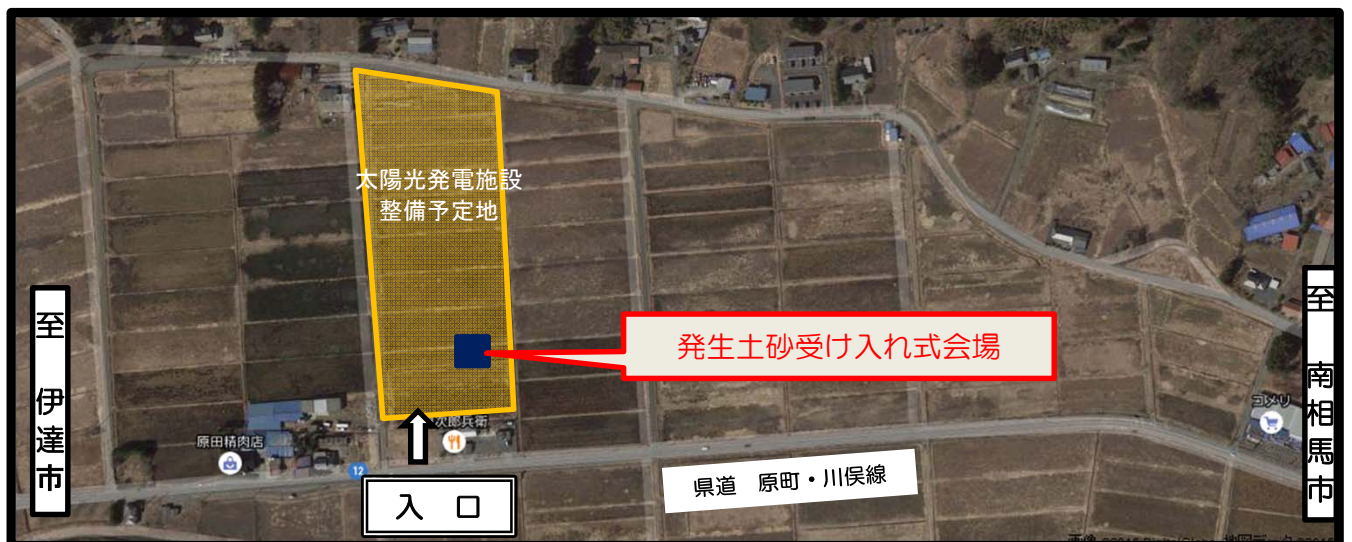 太陽光発電施設
整備予定地
発生土砂受け入れ式会場
至 伊達市
至 南相馬市
コメリ
原田精肉店
次郎兵衛
12
県道 原町・川俣線
入 口